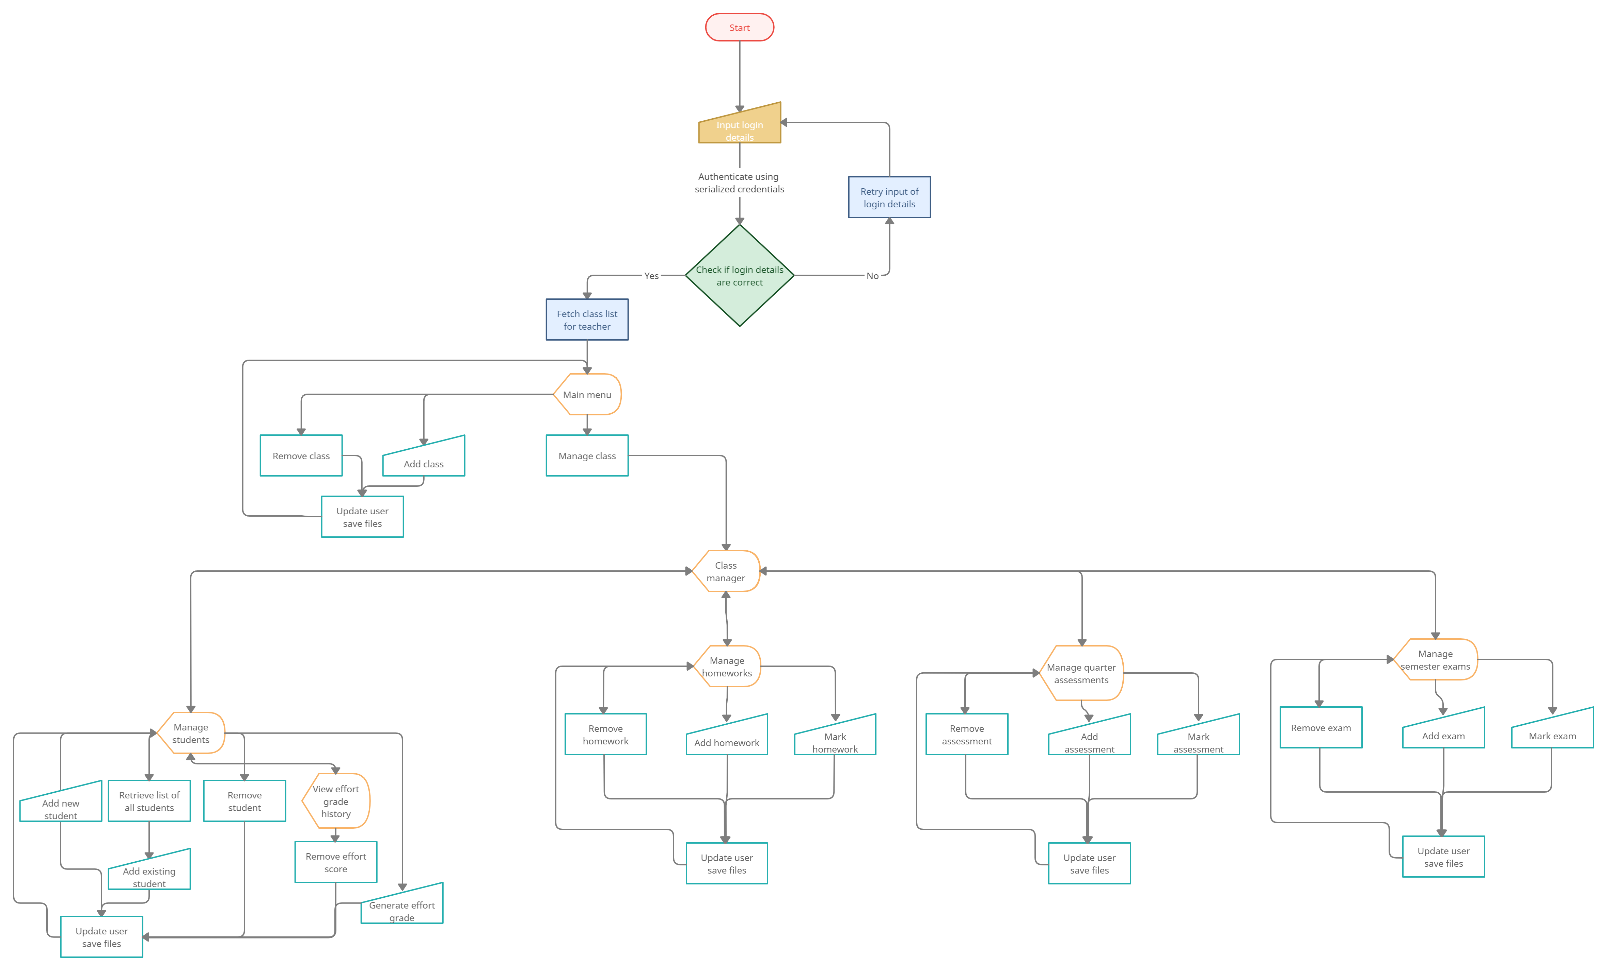 Start
Input login
details
Authenticate using
serialized credentials
Retry input of
login details
Check if login details
are correct
Yes
No
Fetch class list
for teacher
Main menu
Remove class
Add class
Manage class
Update user
save files
Class
manager
Manage
students
Manage
homeworks
Manage quarter
assessments
Manage
semester exams
Add new
student
Retrieve list of
all students
Remove
student
View effort
grade
history
Add existing
student
Remove effort
score
Generate effort
grade
Update user
save files
Remove
homework
Add homework
Mark
homework
Update user
save files
Remove
assessment
Add
assessment
Mark
assessment
Update user
save files
Remove exam
Add exam
Mark exam
Update user
save files